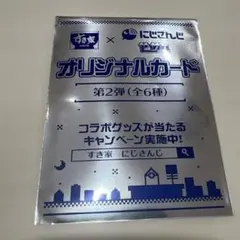 すき家 × にじさんじ
オリジナルカード
第2弾(全6種)
コラボグッズが当たる
キャンペーン実施中!
すき家 にじさんじ